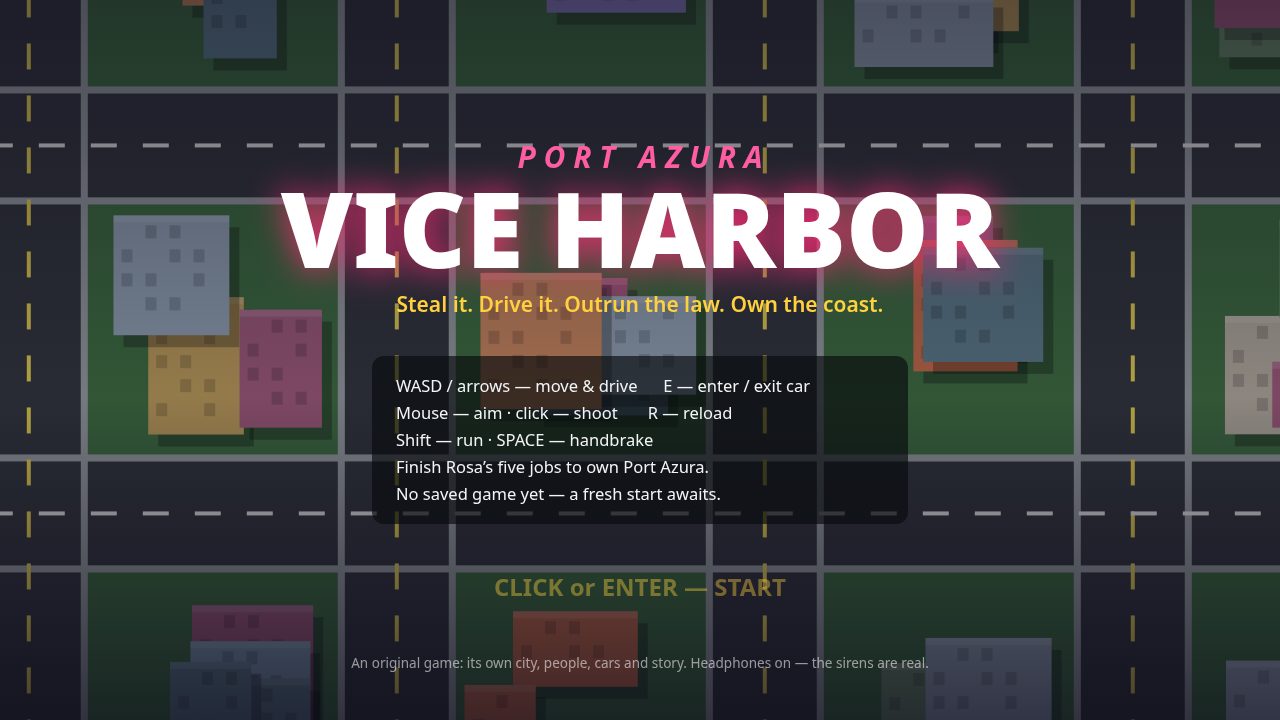 PORT AZURA
VICE HARBOR
Steal it. Drive it. Outrun the law. Own the coast.
WASD / arrows — move & drive E — enter / exit car
Mouse — aim · click — shoot R — reload
Shift — run · SPACE — handbrake
Finish Rosa’s five jobs to own Port Azura.
No saved game yet — a fresh start awaits.
CLICK or ENTER — START
An original game: its own city, people, cars and story. Headphones on — the sirens are real.